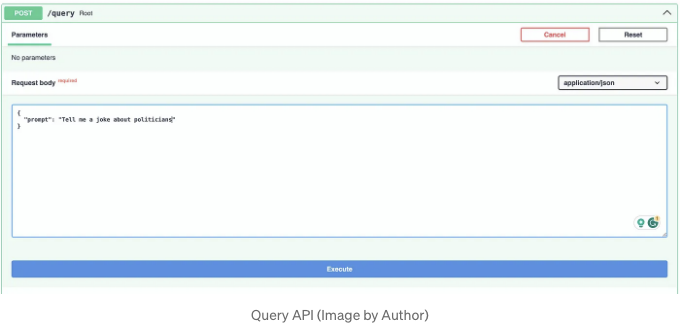 POST /query Root
Parameters
Cancel
Reset
No parameters
Request body required
application/json
{
"prompt": "Tell me a joke about politicians"
}
Execute
Query API (Image by Author)